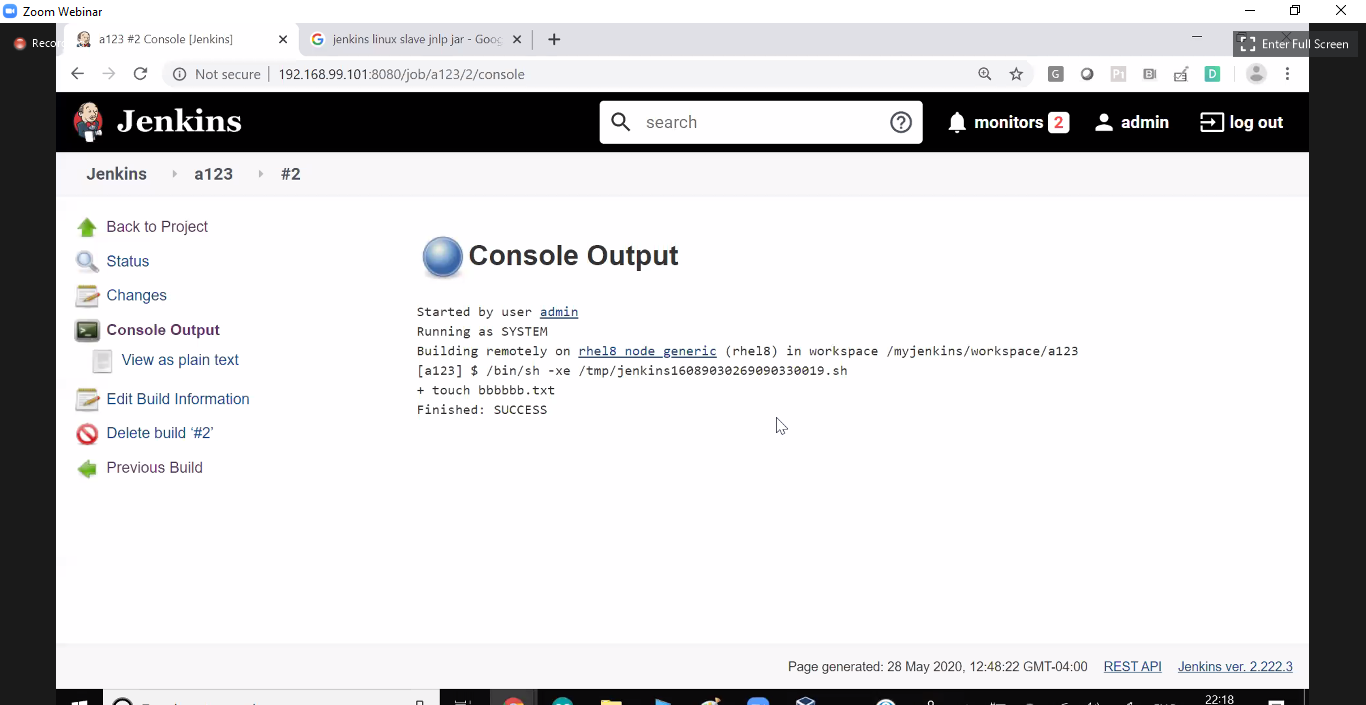 Zoom Webinar
Recor
a123 #2 Console [Jenkins]
jenkins linux slave jnlp jar - Goog
Enter Full Screen
Not secure
192.168.99.101:8080/job/a123/2/console
Jenkins
search
monitors 2
admin
log out
Jenkins
a123
#2
Back to Project
Status
Changes
Console Output
View as plain text
Edit Build Information
Delete build ‘#2’
Previous Build
Console Output
Started by user admin
Running as SYSTEM
Building remotely on rhel8 node generic (rhel8) in workspace /myjenkins/workspace/a123
[a123] $ /bin/sh -xe /tmp/jenkins16089030269090330019.sh
+ touch bbbbbb.txt
Finished: SUCCESS
Page generated: 28 May 2020, 12:48:22 GMT-04:00
REST API
Jenkins ver. 2.222.3
22:18